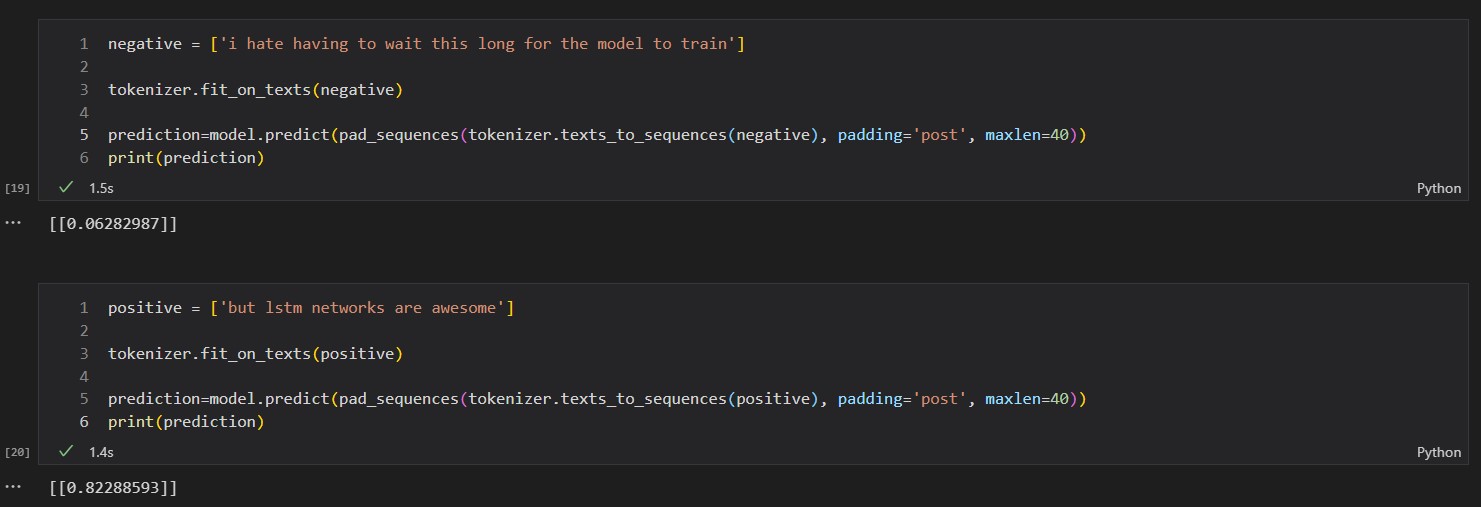 1 negative = ['i hate having to wait this long for the model to train']
2
3 tokenizer.fit_on_texts(negative)
4
5 prediction=model.predict(pad_sequences(tokenizer.texts_to_sequences(negative), padding='post', maxlen=40))
6 print(prediction)
[19] ✓ 1.5s Python
... [[0.06282987]]
1 positive = ['but lstm networks are awesome']
2
3 tokenizer.fit_on_texts(positive)
4
5 prediction=model.predict(pad_sequences(tokenizer.texts_to_sequences(positive), padding='post', maxlen=40))
6 print(prediction)
[20] ✓ 1.4s Python
... [[0.82288593]]